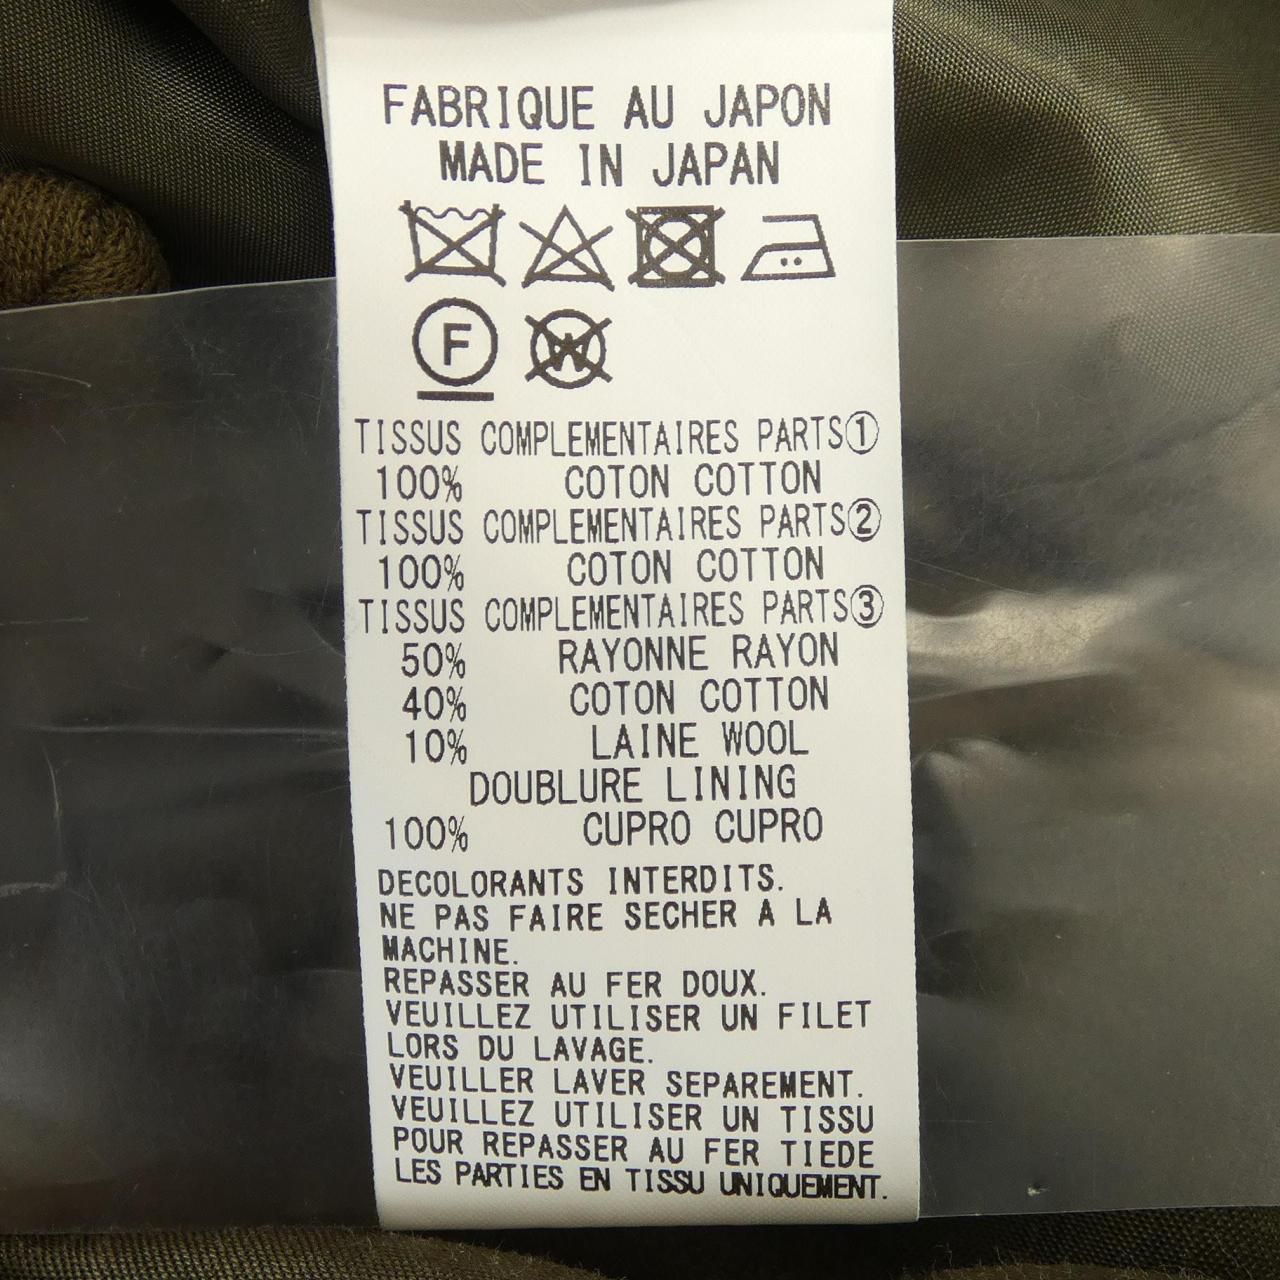 FABRIQUE AU JAPON
MADE IN JAPAN
F W
TISSUS COMPLEMENTAIRES PARTS①
100% COTON COTTON
TISSUS COMPLEMENTAIRES PARTS②
100% COTON COTTON
TISSUS COMPLEMENTAIRES PARTS③
50% RAYONNE RAYON
40% COTON COTTON
10% LAINE WOOL
DOUBLURE LINING
100% CUPRO CUPRO
DECOLORANTS INTERDITS.
NE PAS FAIRE SECHER A LA
MACHINE.
REPASSER AU FER DOUX.
VEUILLEZ UTILISER UN FILET
LORS DU LAVAGE.
VEUILLER LAVER SEPAREMENT.
VEUILLEZ UTILISER UN TISSU
POUR REPASSER AU FER TIEDE
LES PARTIES EN TISSU UNIQUEMENT.